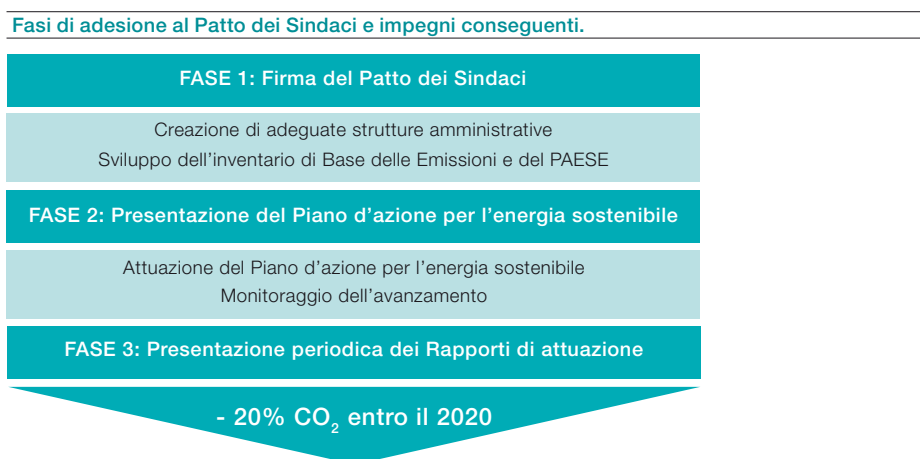 Fasi di adesione al Patto dei Sindaci e impegni conseguenti.
FASE 1: Firma del Patto dei Sindaci
Creazione di adeguate strutture amministrative
Sviluppo dell'inventario di Base delle Emissioni e del PAESE
FASE 2: Presentazione del Piano d'azione per l'energia sostenibile
Attuazione del Piano d'azione per l'energia sostenibile
Monitoraggio dell'avanzamento
FASE 3: Presentazione periodica dei Rapporti di attuazione
- 20% CO₂ entro il 2020